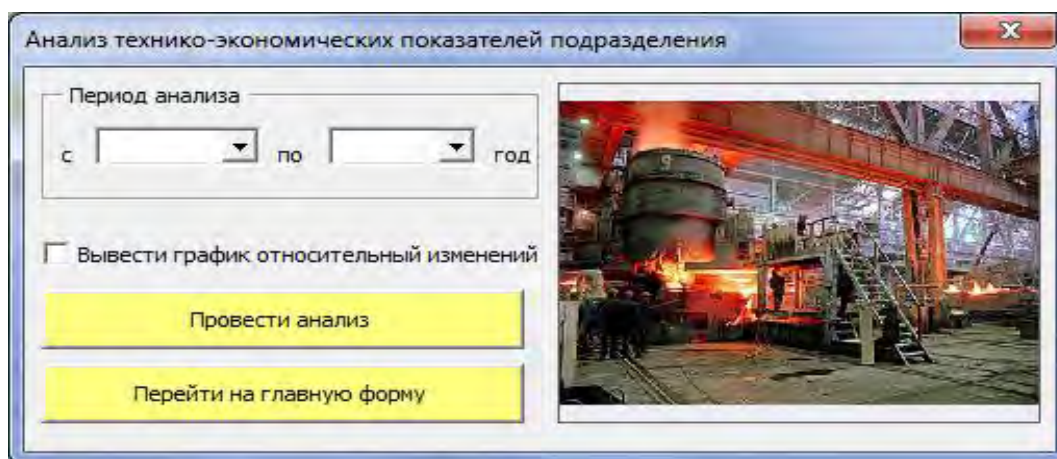 Анализ технико-экономических показателей подразделения
Период анализа
с по год
Вывести график относительный изменений
Провести анализ
Перейти на главную форму
9